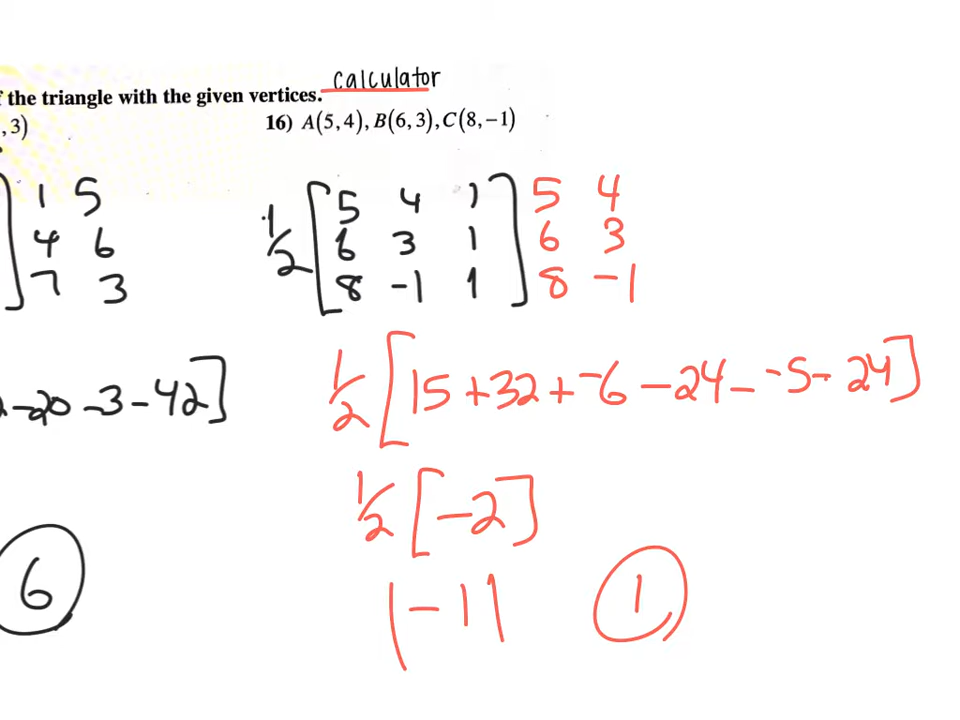 calculator
f the triangle with the given vertices.
,3)
16) A(5,4), B(6,3), C(8,-1)
1 5
4 6
7 3
1/2 [5 4 1] 5 4
[6 3 1] 6 3
[8 -1 1] 8 -1
-20 -3 -42]
1/2 [15 +32 + -6 -24 - -5 - 24]
1/2 [-2]
6
|-1| 1